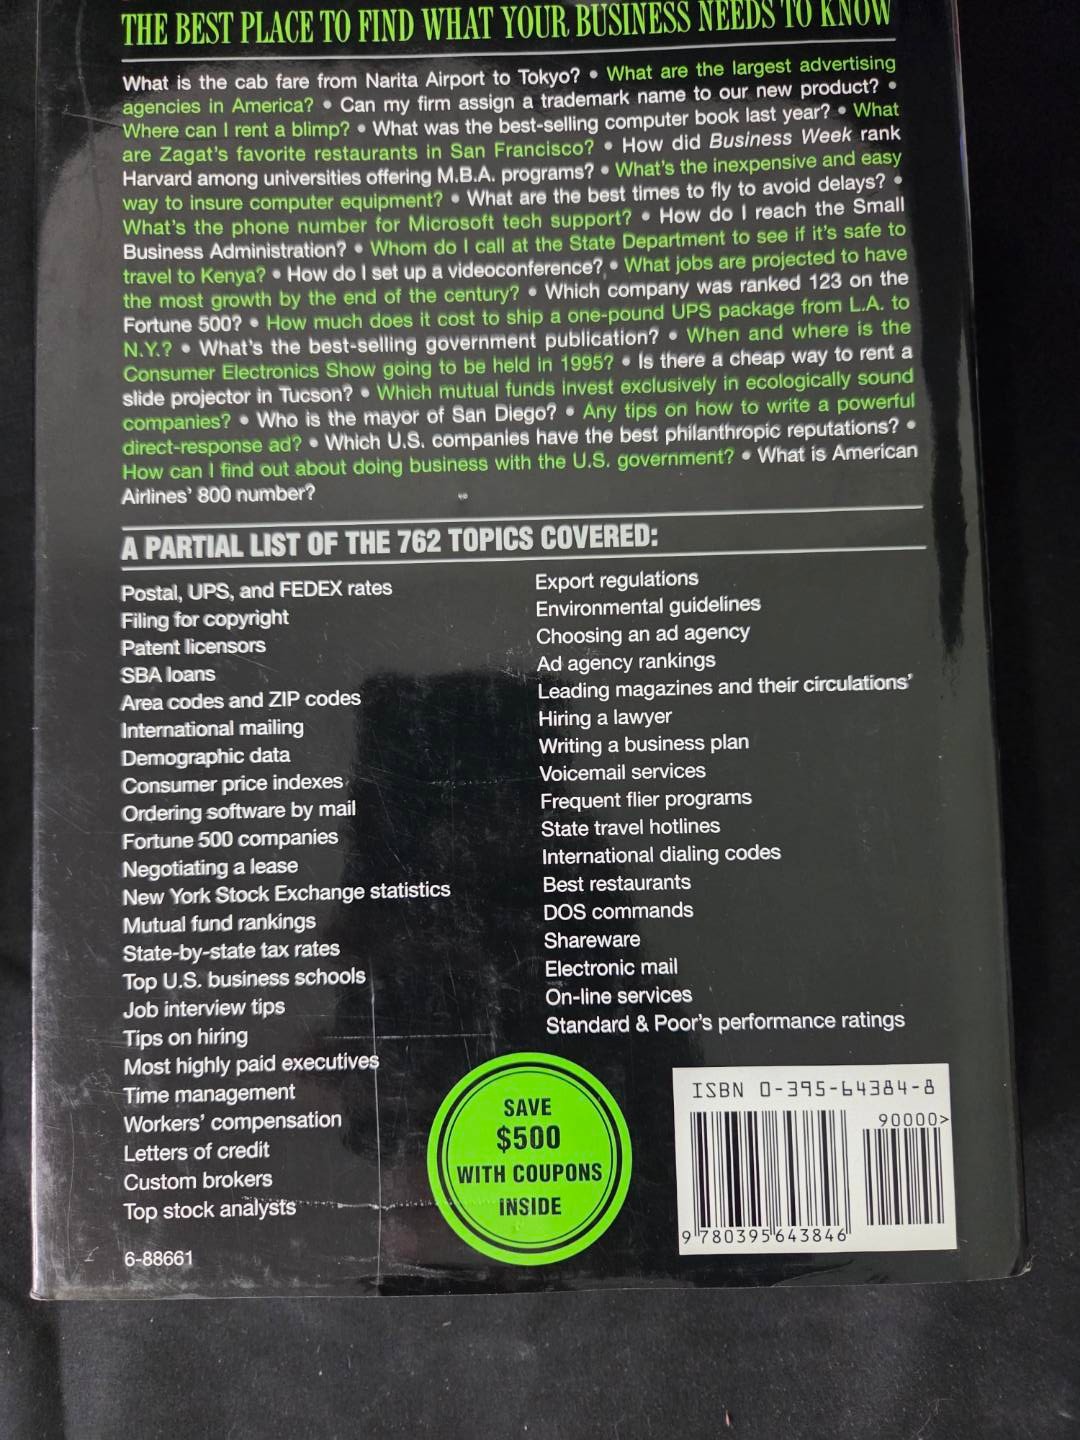 THE BEST PLACE TO FIND WHAT YOUR BUSINESS NEEDS TO KNOW
What is the cab fare from Narita Airport to Tokyo? • What are the largest advertising
agencies in America? • Can my firm assign a trademark name to our new product? •
Where can I rent a blimp? • What was the best-selling computer book last year? • What
are Zagat's favorite restaurants in San Francisco? • How did Business Week rank
Harvard among universities offering M.B.A. programs? • What's the inexpensive and easy
way to insure computer equipment? • What are the best times to fly to avoid delays? •
What's the phone number for Microsoft tech support? • How do I reach the Small
Business Administration? • Whom do I call at the State Department to see if it's safe to
travel to Kenya? • How do I set up a videoconference? • What jobs are projected to have
the most growth by the end of the century? • Which company was ranked 123 on the
Fortune 500? • How much does it cost to ship a one-pound UPS package from L.A. to
N.Y.? • What's the best-selling government publication? • When and where is the
Consumer Electronics Show going to be held in 1995? • Is there a cheap way to rent a
slide projector in Tucson? • Which mutual funds invest exclusively in ecologically sound
companies? • Who is the mayor of San Diego? • Any tips on how to write a powerful
direct-response ad? • Which U.S. companies have the best philanthropic reputations? •
How can I find out about doing business with the U.S. government? • What is American
Airlines' 800 number?
A PARTIAL LIST OF THE 762 TOPICS COVERED:
Postal, UPS, and FEDEX rates
Filing for copyright
Patent licensors
SBA loans
Area codes and ZIP codes
International mailing
Demographic data
Consumer price indexes
Ordering software by mail
Fortune 500 companies
Negotiating a lease
New York Stock Exchange statistics
Mutual fund rankings
State-by-state tax rates
Top U.S. business schools
Job interview tips
Tips on hiring
Most highly paid executives
Time management
Workers' compensation
Letters of credit
Custom brokers
Top stock analysts
6-88661
Export regulations
Environmental guidelines
Choosing an ad agency
Ad agency rankings
Leading magazines and their circulations'
Hiring a lawyer
Writing a business plan
Voicemail services
Frequent flier programs
State travel hotlines
International dialing codes
Best restaurants
DOS commands
Shareware
Electronic mail
On-line services
Standard & Poor's performance ratings
SAVE
$500
WITH COUPONS
INSIDE
ISBN 0-395-64384-8
90000>
9 780395 643846